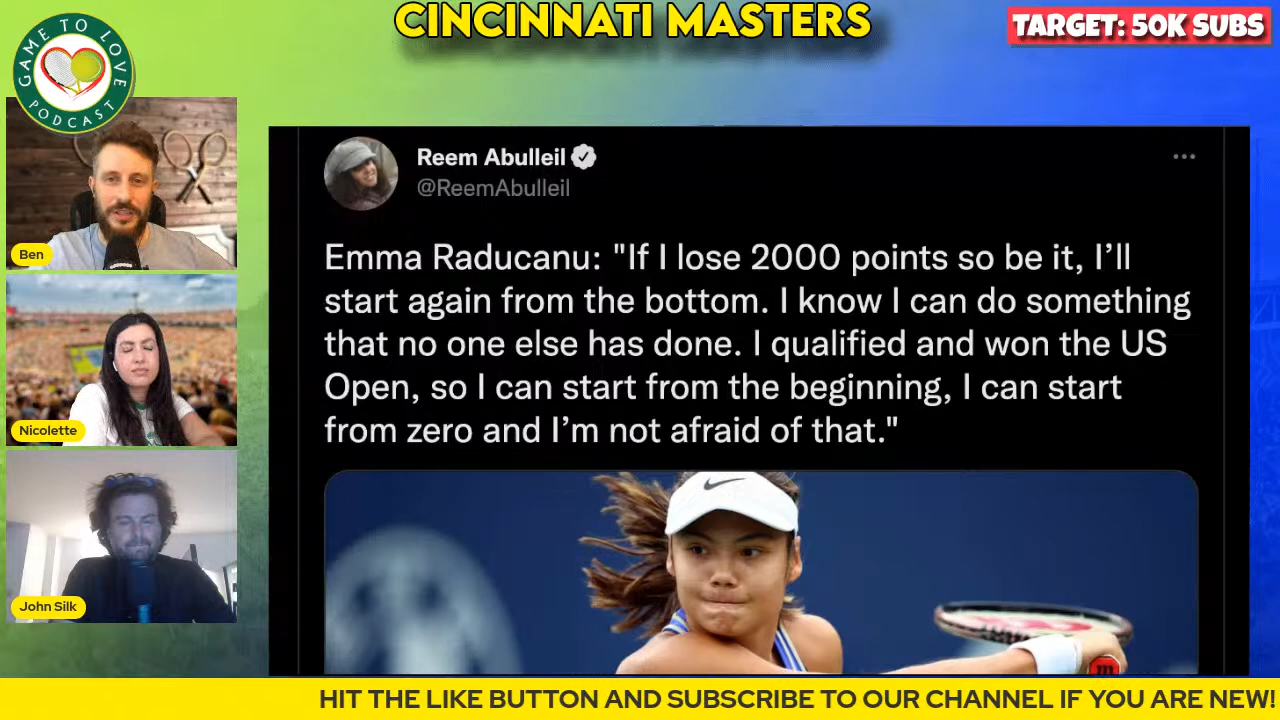 CINCINNATI MASTERS
TARGET: 50K SUBS
GAME TO LOVE
PODCAST
Ben
Nicolette
John Silk
Reem Abulleil
@ReemAbulleil
Emma Raducanu: "If I lose 2000 points so be it, I’ll
start again from the bottom. I know I can do something
that no one else has done. I qualified and won the US
Open, so I can start from the beginning, I can start
from zero and I’m not afraid of that."
HIT THE LIKE BUTTON AND SUBSCRIBE TO OUR CHANNEL IF YOU ARE NEW!